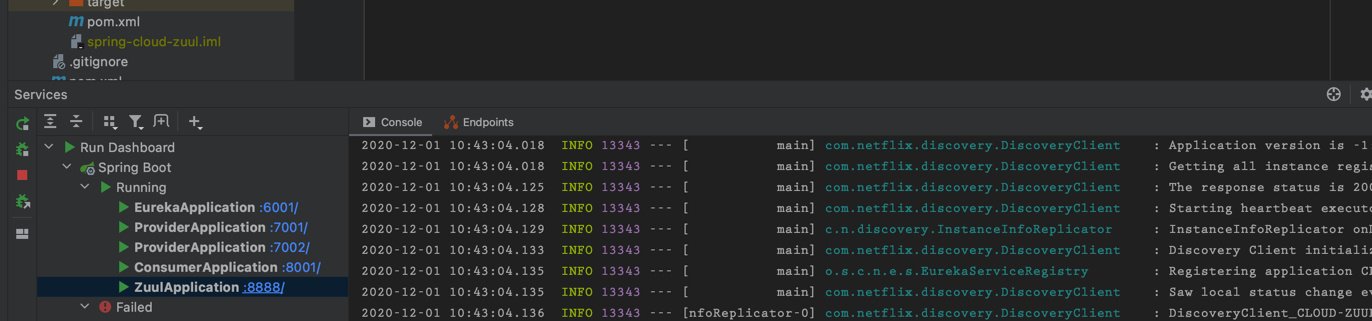 target
pom.xml
spring-cloud-zuul.iml
.gitignore
pom.xml
Services
Console Endpoints
Run Dashboard
Spring Boot
Running
EurekaApplication :6001/
ProviderApplication :7001/
ProviderApplication :7002/
ConsumerApplication :8001/
ZuulApplication :8888/
Failed
2020-12-01 10:43:04.018 INFO 13343 --- [ main] com.netflix.discovery.DiscoveryClient : Application version is -1
2020-12-01 10:43:04.018 INFO 13343 --- [ main] com.netflix.discovery.DiscoveryClient : Getting all instance regis
2020-12-01 10:43:04.125 INFO 13343 --- [ main] com.netflix.discovery.DiscoveryClient : The response status is 200
2020-12-01 10:43:04.128 INFO 13343 --- [ main] com.netflix.discovery.DiscoveryClient : Starting heartbeat executo
2020-12-01 10:43:04.129 INFO 13343 --- [ main] c.n.discovery.InstanceInfoReplicator : InstanceInfoReplicator onD
2020-12-01 10:43:04.133 INFO 13343 --- [ main] com.netflix.discovery.DiscoveryClient : Discovery Client initialis
2020-12-01 10:43:04.135 INFO 13343 --- [ main] o.s.c.n.e.s.EurekaServiceRegistry : Registering application CL
2020-12-01 10:43:04.135 INFO 13343 --- [ main] com.netflix.discovery.DiscoveryClient : Saw local status change ev
2020-12-01 10:43:04.136 INFO 13343 --- [nfoReplicator-0] com.netflix.discovery.DiscoveryClient : DiscoveryClient_CLOUD-ZUU